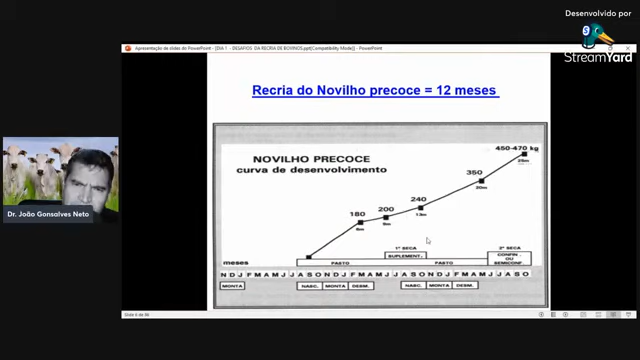 Desenvolvido por
StreamYard
Apresentação de slides do PowerPoint - [DIA 1 - DESAFIOS DA RECRIA DE BOVINOS.ppt[Compatibility Mode]] - PowerPoint
Recria do Novilho precoce = 12 meses
NOVILHO PRECOCE
curva de desenvolvimento
450-470 kg
350
20m
240
13m
200
9m
180
6m
1ª SECA
2ª SECA
SUPLEMENT.
CONFIN.
OU
SEMICONF.
meses
PASTO
PASTO
N D J F M A M J J A S O N D J F M A M J J A S O N D J F M A M J J A S O
MONTA
NASC.
MONTA
DESM.
NASC.
MONTA
DESM.
Dr. João Gonsalves Neto